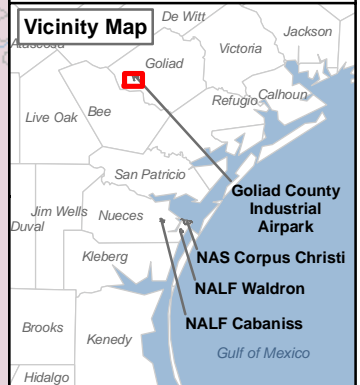 Vicinity Map
De Witt
Jackson
Atascosa
Goliad
Victoria
Bee
Refugio
Calhoun
Live Oak
San Patricio
Goliad County
Industrial
Airpark
Jim Wells
Duval
Nueces
NAS Corpus Christi
Kleberg
NALF Waldron
NALF Cabaniss
Brooks
Kenedy
Gulf of Mexico
Hidalgo